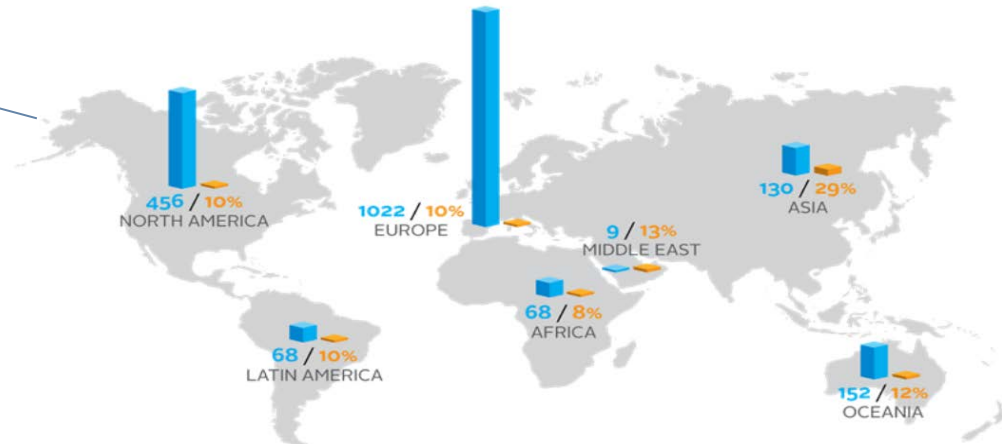 456 / 10%
NORTH AMERICA
1022 / 10%
EUROPE
130 / 29%
ASIA
9 / 13%
MIDDLE EAST
68 / 8%
AFRICA
68 / 10%
LATIN AMERICA
152 / 12%
OCEANIA